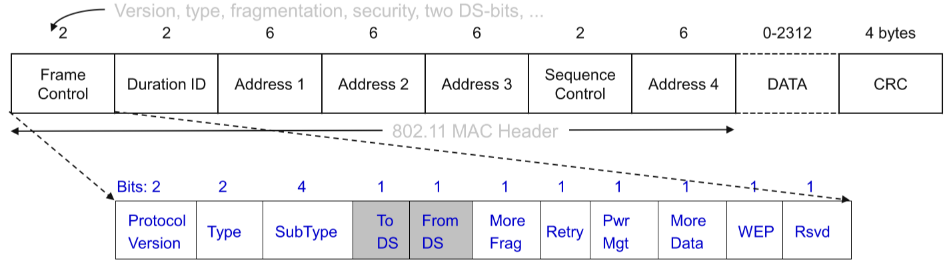 Version, type, fragmentation, security, two DS-bits, ...
2 2 6 6 6 2 6 0-2312 4 bytes
Frame Control Duration ID Address 1 Address 2 Address 3 Sequence Control Address 4 DATA CRC
802.11 MAC Header
Bits: 2 2 4 1 1 1 1 1 1 1 1
Protocol Version Type SubType To DS From DS More Frag Retry Pwr Mgt More Data WEP Rsvd